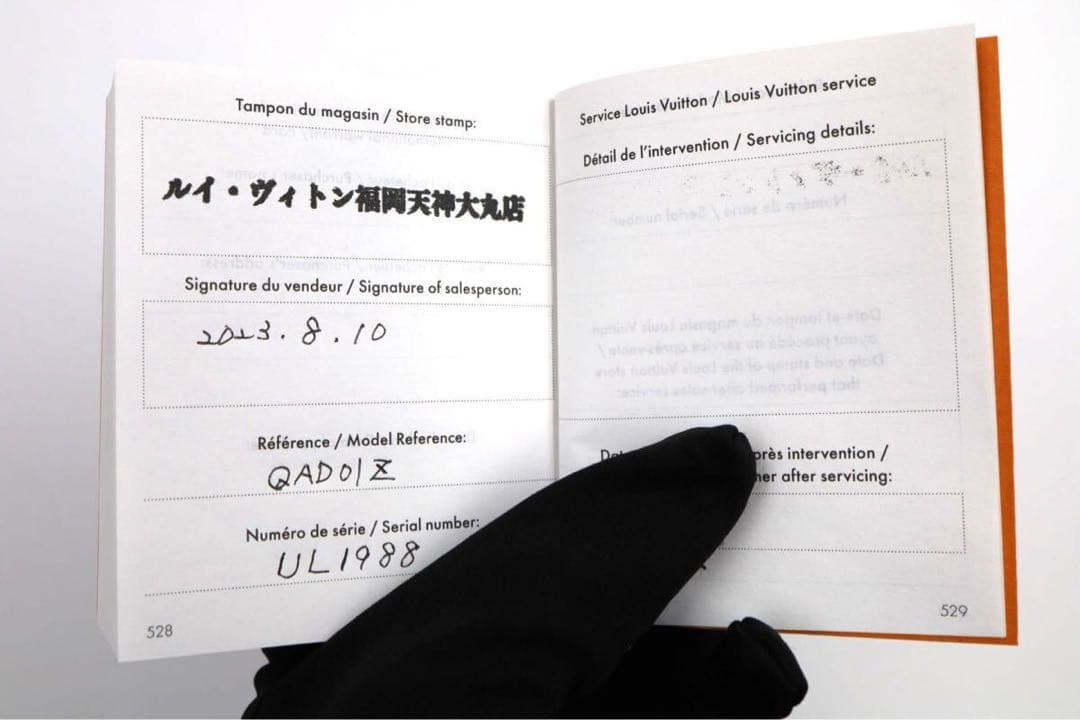 Tampon du magasin / Store stamp:
ルイ・ヴィトン福岡天神大丸店
Signature du vendeur / Signature of salesperson:
2023.8.10
Référence / Model Reference:
QAD01Z
Numéro de série / Serial number:
UL1988
528
Service Louis Vuitton / Louis Vuitton service
Détail de l'intervention / Servicing details:
près intervention /
after servicing:
529